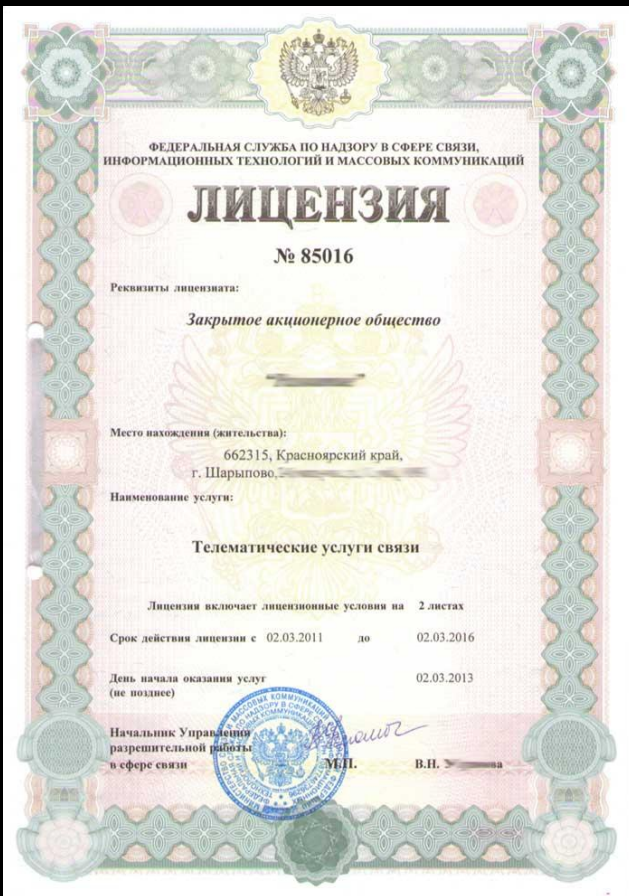 ФЕДЕРАЛЬНАЯ СЛУЖБА ПО НАДЗОРУ В СФЕРЕ СВЯЗИ,
ИНФОРМАЦИОННЫХ ТЕХНОЛОГИЙ И МАССОВЫХ КОММУНИКАЦИЙ
ЛИЦЕНЗИЯ
№ 85016
Реквизиты лицензиата:
Закрытое акционерное общество
Место нахождения (жительства):
662315, Красноярский край,
г. Шарыпово,
Наименование услуги:
Телематические услуги связи
Лицензия включает лицензионные условия на 2 листах
Срок действия лицензии с 02.03.2011 до 02.03.2016
День начала оказания услуг 02.03.2013
(не позднее)
Начальник Управления
разрешительной работы
в сфере связи М.П. В.Н.